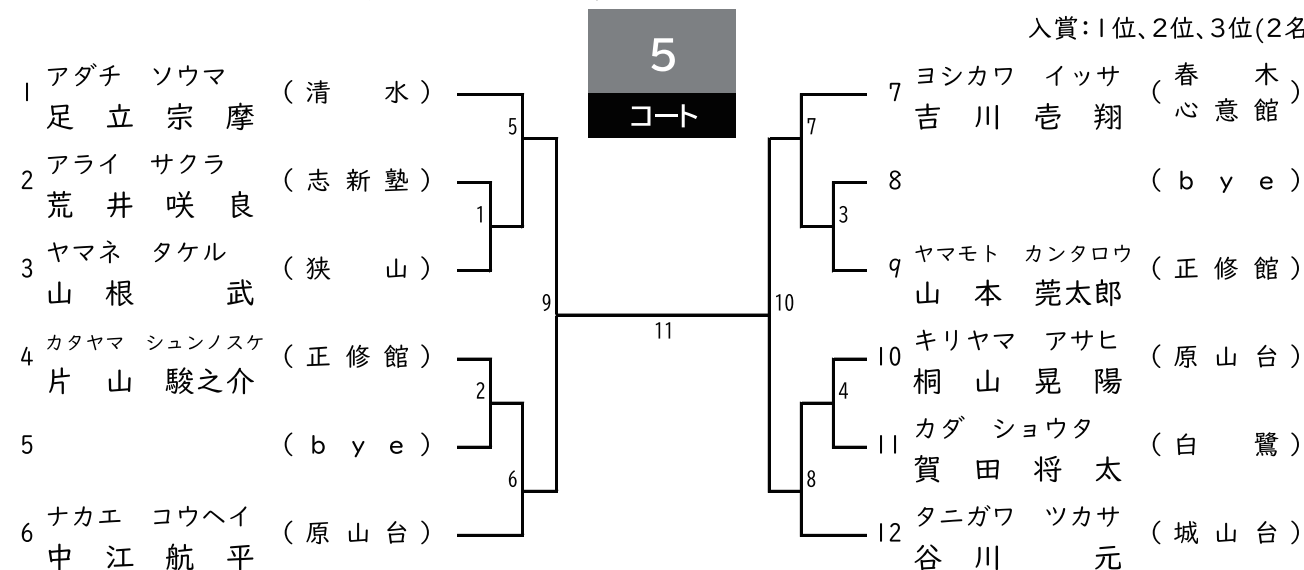 5
コート
入賞：1位、2位、3位(2名
1 アダチ ソウマ
足立宗摩 (清水)
2 アライ サクラ
荒井咲良 (志新塾)
3 ヤマネ タケル
山根武 (狭山)
4 カタヤマ シュンノスケ
片山駿之介 (正修館)
5 (bye)
6 ナカエ コウヘイ
中江航平 (原山台)
5
1
9
2
6
11
7
3
10
4
8
7 ヨシカワ イッサ
吉川壱翔 (春木心意館)
8 (bye)
9 ヤマモト カンタロウ
山本莞太郎 (正修館)
10 キリヤマ アサヒ
桐山晃陽 (原山台)
11 カダ ショウタ
賀田将太 (白鷺)
12 タニガワ ツカサ
谷川元 (城山台)